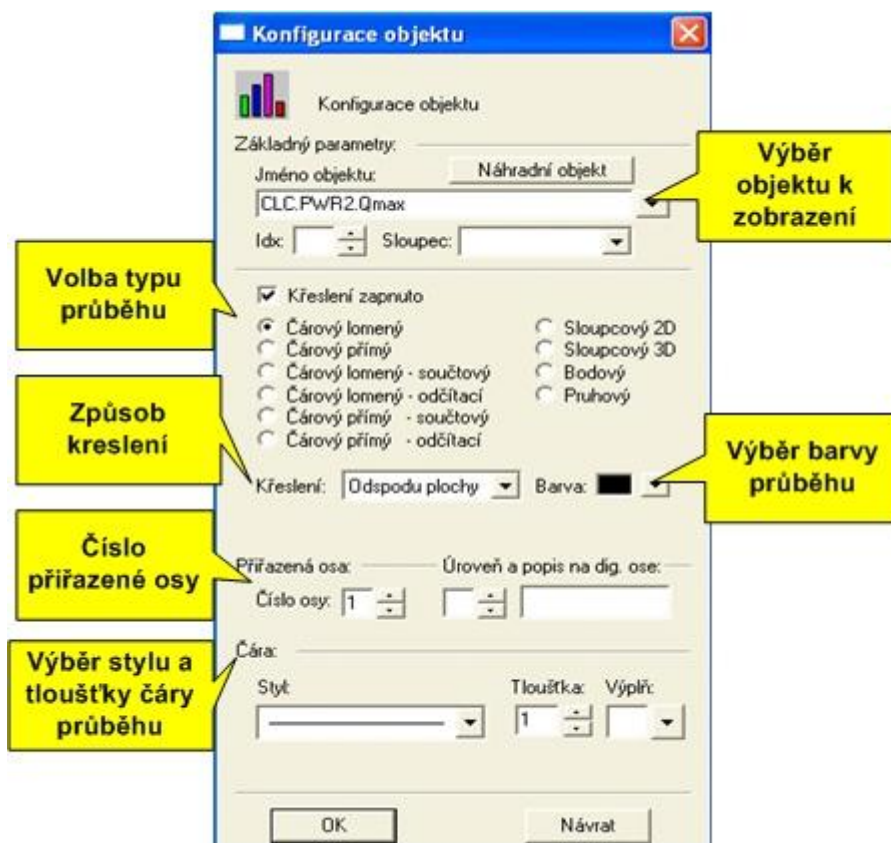 Konfigurace objektu
Konfigurace objektu
Základný parametry:
Jméno objektu:
Náhradní objekt
CLC.PWR2.Qmax
Idx:
Sloupec:
Výběr
objektu k
zobrazení
Volba typu
průběhu
Křeslení zapnuto
Čárový lomený
Čárový přímý
Čárový lomený - součtový
Čárový lomený - odčítací
Čárový přímý - součtový
Čárový přímý - odčítací
Sloupcový 2D
Sloupcový 3D
Bodový
Pruhový
Způsob
kreslení
Křeslení:
Odspodu plochy
Barva:
Výběr barvy
průběhu
Číslo
přiřazené osy
Přiřazená osa:
Úroveň a popis na dig. ose:
Číslo osy:
1
Výběr stylu a
tloušťky čáry
průběhu
Čára:
Styl:
Tloušťka:
Výplň:
1
OK
Návrat